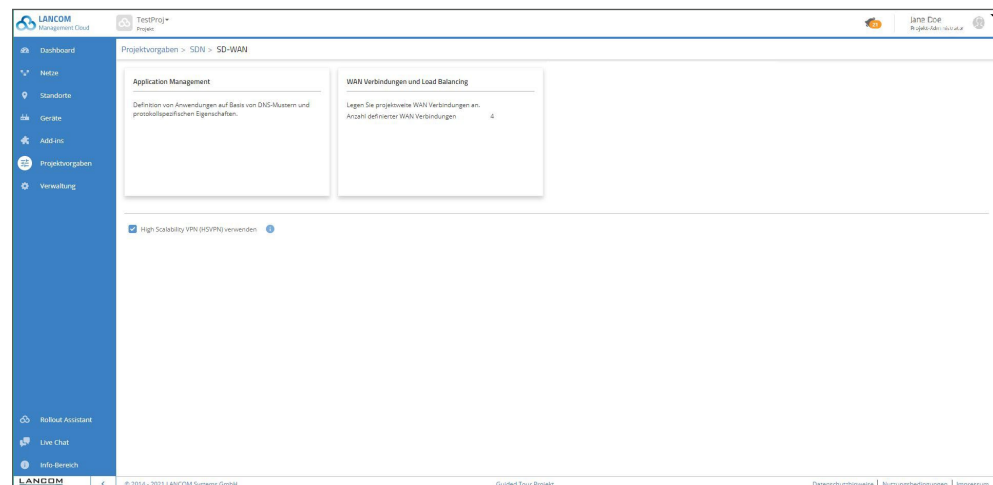 LANCOM
Management Cloud
TestProj
Projekt
Jane Doe
Projekt-Administrator
Projektvorgaben > SDN > SD-WAN
Dashboard
Netze
Standorte
Geräte
Add-ins
Projektvorgaben
Verwaltung
Application Management
Definition von Anwendungen auf Basis von DNS-Mustern und
protokollspezifischen Eigenschaften.
WAN Verbindungen und Load Balancing
Legen Sie projektweite WAN Verbindungen an.
Anzahl definierter WAN Verbindungen 4
High Scalability VPN (HSVPN) verwenden
Rollout Assistant
Live Chat
Info-Bereich
LANCOM
© 2014 - 2021 LANCOM Systems GmbH
Guided Tour Projekt
Datenschutzhinweise | Nutzungsbedingungen | Impressum